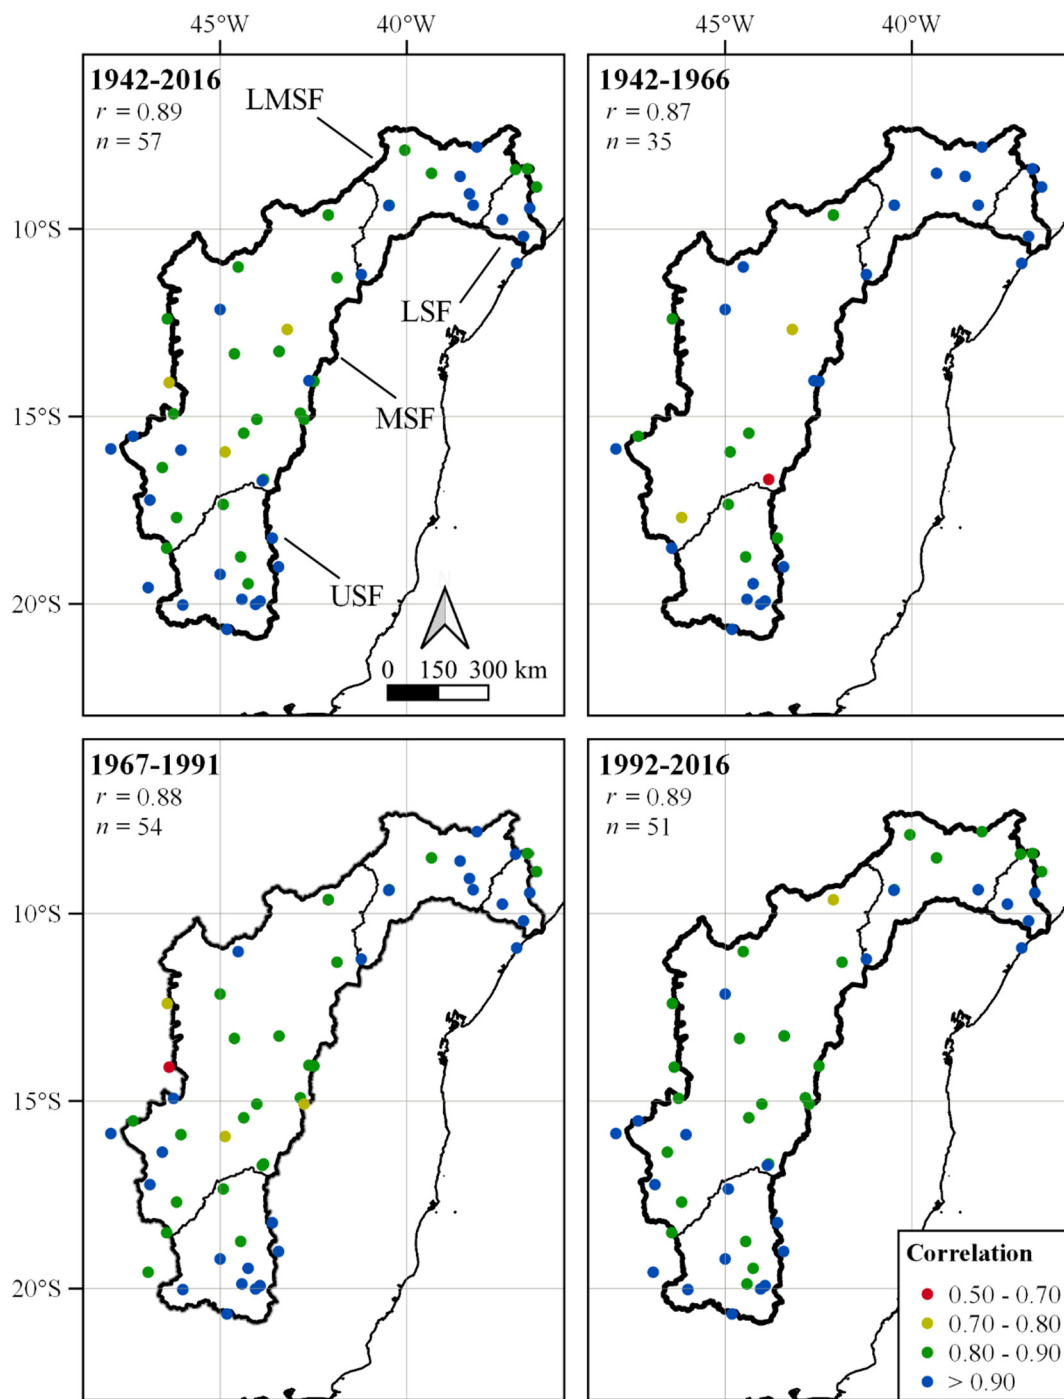 45°W 40°W 45°W 40°W
1942-2016
r = 0.89
n = 57
LMSF
1942-1966
r = 0.87
n = 35
10°S
LSF
MSF
15°S
USF
20°S
0 150 300 km
1967-1991
r = 0.88
n = 54
1992-2016
r = 0.89
n = 51
10°S
15°S
20°S
Correlation
0.50 - 0.70
0.70 - 0.80
0.80 - 0.90
> 0.90